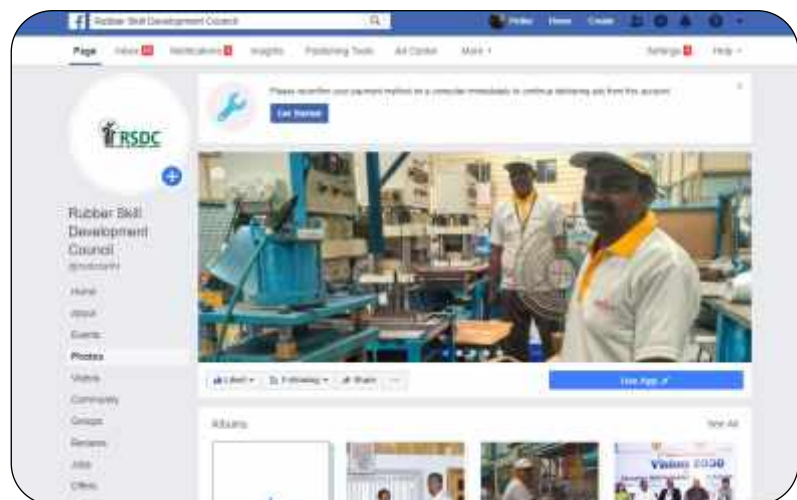 Rubber Skill Development Council
Home Create
Page Inbox Notifications Insights Publishing Tools Ad Center More
Settings Help
Please reconfirm your payment method on a computer immediately to continue delivering ads from this account
Get Started
RSDC
Rubber Skill
Development
Council
Home
About
Events
Photos
Videos
Community
Groups
Reviews
Jobs
Offers
Liked Following Share ...
Use App
Albums
See All
Vision 2030